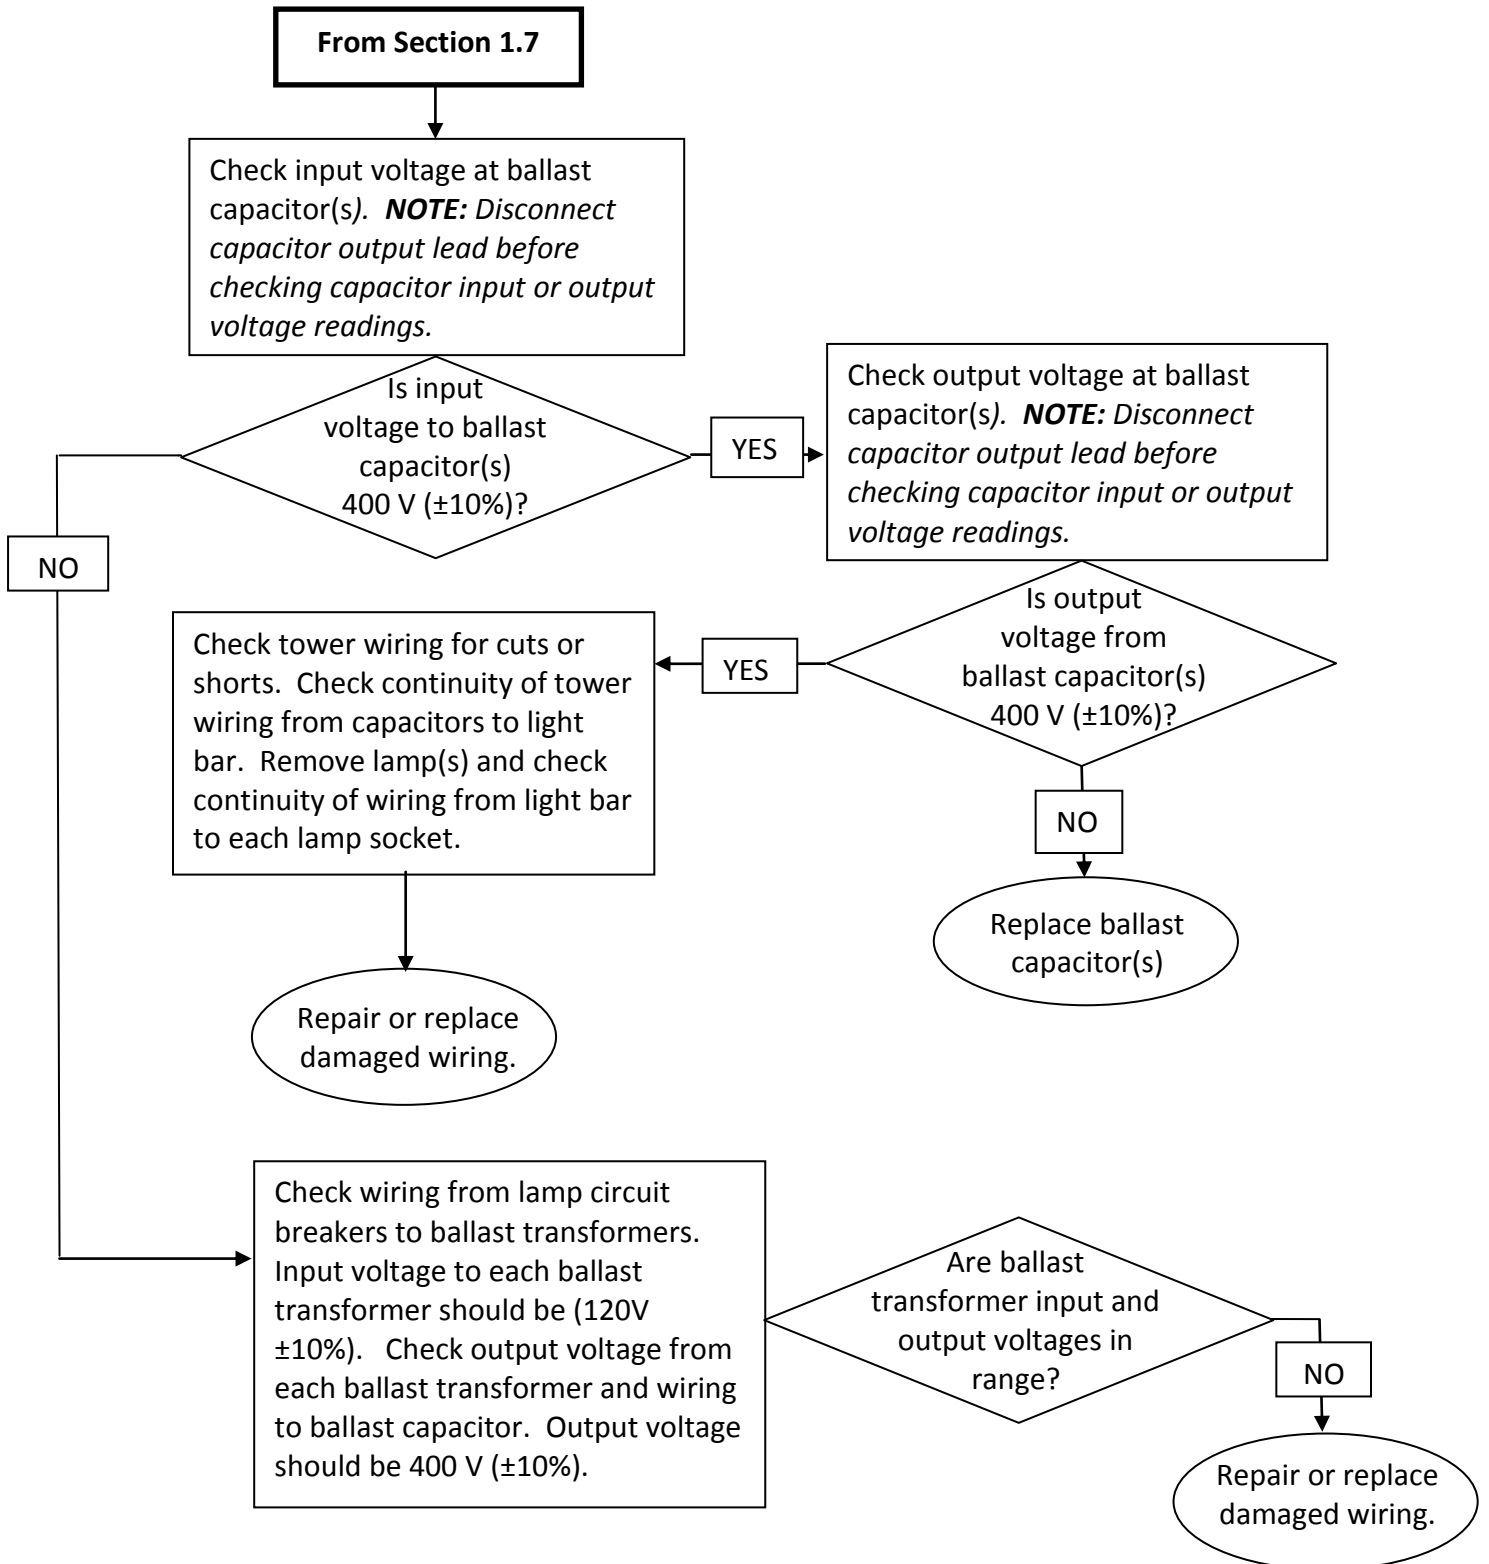 From Section 1.7
Check input voltage at ballast
capacitor(s).  NOTE: Disconnect
capacitor output lead before
checking capacitor input or output
voltage readings.
Is input
voltage to ballast
capacitor(s)
400 V (±10%)?
YES
NO
Check output voltage at ballast
capacitor(s).  NOTE: Disconnect
capacitor output lead before
checking capacitor input or output
voltage readings.
Is output
voltage from
ballast capacitor(s)
400 V (±10%)?
YES
NO
Check tower wiring for cuts or
shorts.  Check continuity of tower
wiring from capacitors to light
bar.  Remove lamp(s) and check
continuity of wiring from light bar
to each lamp socket.
Replace ballast
capacitor(s)
Repair or replace
damaged wiring.
Check wiring from lamp circuit
breakers to ballast transformers.
Input voltage to each ballast
transformer should be (120V
±10%).   Check output voltage from
each ballast transformer and wiring
to ballast capacitor.  Output voltage
should be 400 V (±10%).
Are ballast
transformer input and
output voltages in
range?
NO
Repair or replace
damaged wiring.